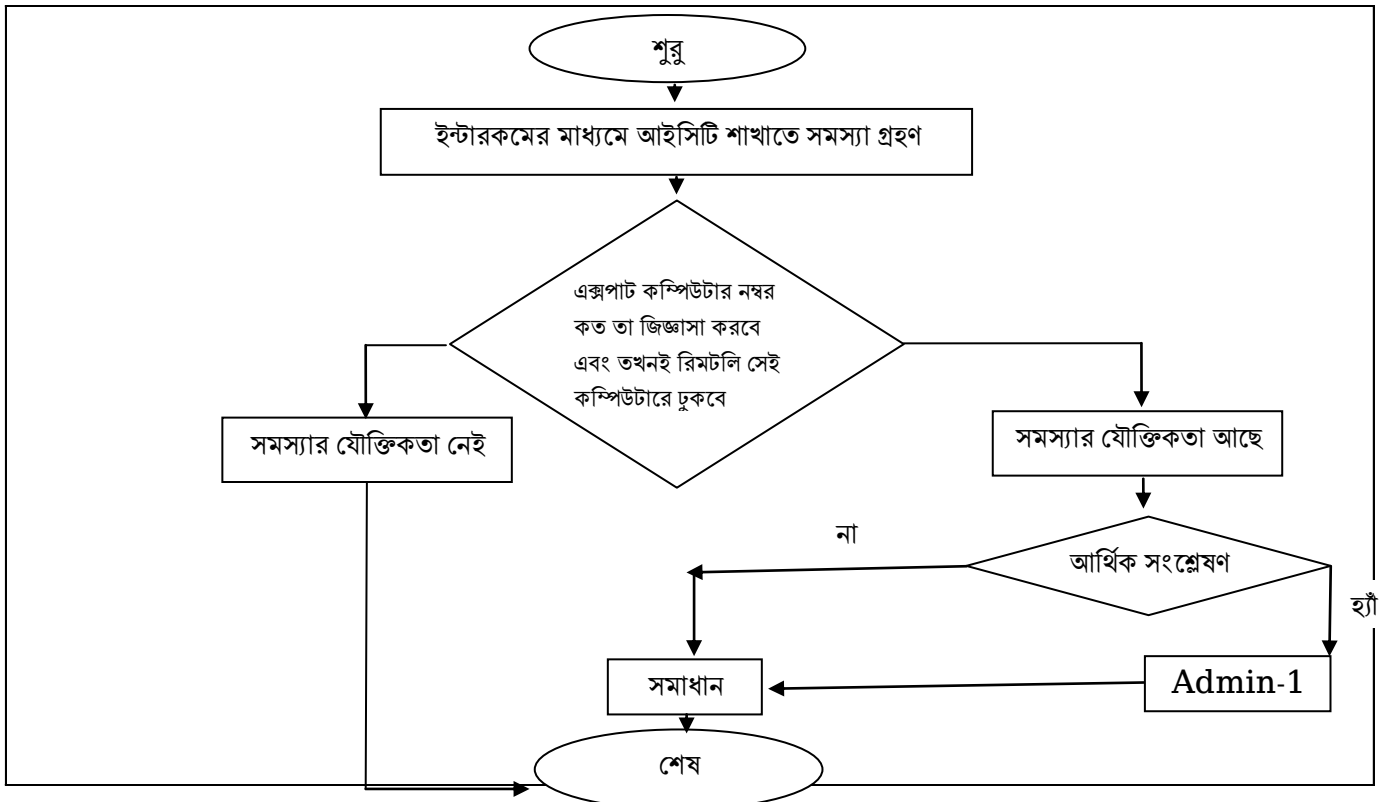 শুরু
ইন্টারকমের মাধ্যমে আইসিটি শাখাতে সমস্যা গ্রহণ
এক্সপাট কম্পিউটার নম্বর
কত তা জিজ্ঞাসা করবে
এবং তখনই রিমটলি সেই
কম্পিউটারে ঢুকবে
সমস্যার যৌক্তিকতা নেই
সমস্যার যৌক্তিকতা আছে
না
আর্থিক সংশ্লেষণ
হ্যাঁ
সমাধান
Admin-1
শেষ